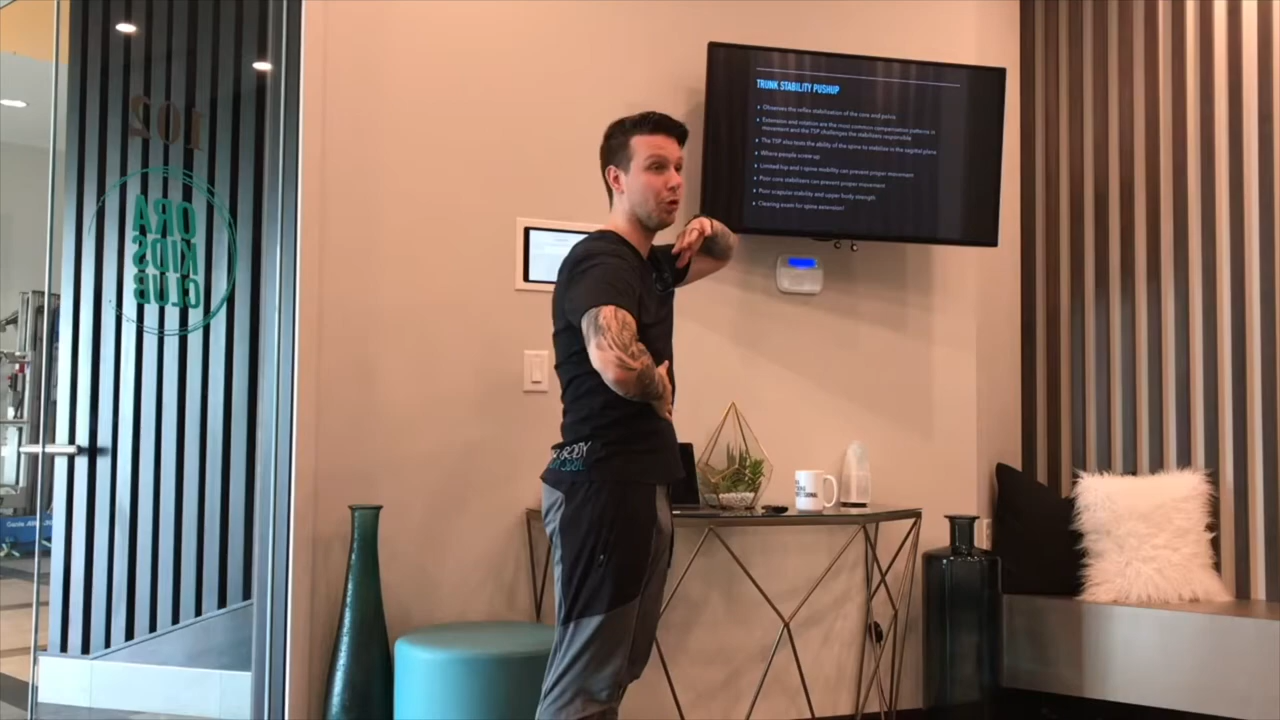 102
ORA
KIDS
CLUB
TRUNK STABILITY PUSHUP
Observes the reflex stabilization of the core and pelvis
Extension and rotation are the most common compensation patterns in
movement and the TSP challenges the stabilizers responsible
The TSP also tests the ability of the spine to stabilize in the sagittal plane
Where people screw up
Limited hip and t spine mobility can prevent proper movement
Poor core stabilizers can prevent proper movement
Poor scapular stability and upper body strength
Clearing exam for spine extension!
BODY